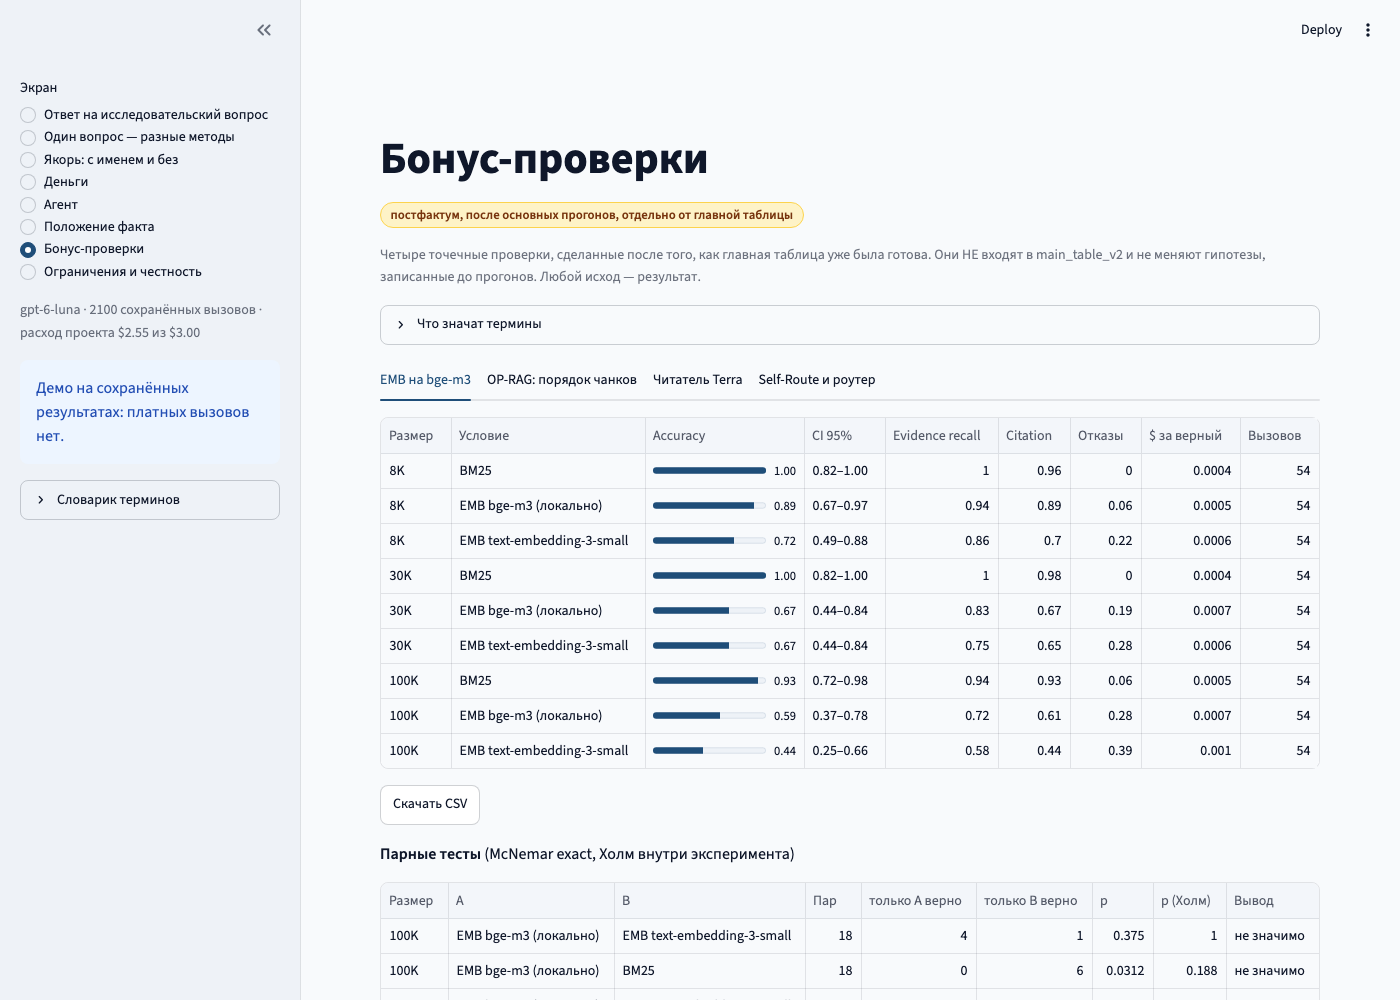 Deploy
Экран
Ответ на исследовательский вопрос
Один вопрос — разные методы
Якорь: с именем и без
Деньги
Агент
Положение факта
Бонус-проверки
Ограничения и честность
gpt-6-luna · 2100 сохранённых вызовов ·
расход проекта $2.55 из $3.00
Демо на сохранённых
результатах: платных вызовов
нет.
Словарик терминов
Бонус-проверки
постфактум, после основных прогонов, отдельно от главной таблицы
Четыре точечные проверки, сделанные после того, как главная таблица уже была готова. Они НЕ входят в main_table_v2 и не меняют гипотезы,
записанные до прогонов. Любой исход — результат.
Что значат термины
EMB на bge-m3 OP-RAG: порядок чанков Читатель Terra Self-Route и роутер
Размер Условие Accuracy CI 95% Evidence recall Citation Отказы $ за верный Вызовов
8K BM25 1.00 0.82–1.00 1 0.96 0 0.0004 54
8K EMB bge-m3 (локально) 0.89 0.67–0.97 0.94 0.89 0.06 0.0005 54
8K EMB text-embedding-3-small 0.72 0.49–0.88 0.86 0.7 0.22 0.0006 54
30K BM25 1.00 0.82–1.00 1 0.98 0 0.0004 54
30K EMB bge-m3 (локально) 0.67 0.44–0.84 0.83 0.67 0.19 0.0007 54
30K EMB text-embedding-3-small 0.67 0.44–0.84 0.75 0.65 0.28 0.0006 54
100K BM25 0.93 0.72–0.98 0.94 0.93 0.06 0.0005 54
100K EMB bge-m3 (локально) 0.59 0.37–0.78 0.72 0.61 0.28 0.0007 54
100K EMB text-embedding-3-small 0.44 0.25–0.66 0.58 0.44 0.39 0.001 54
Скачать CSV
Парные тесты (McNemar exact, Холм внутри эксперимента)
Размер A B Пар только A верно только B верно p p (Холм) Вывод
100K EMB bge-m3 (локально) EMB text-embedding-3-small 18 4 1 0.375 1 не значимо
100K EMB bge-m3 (локально) BM25 18 0 6 0.0312 0.188 не значимо